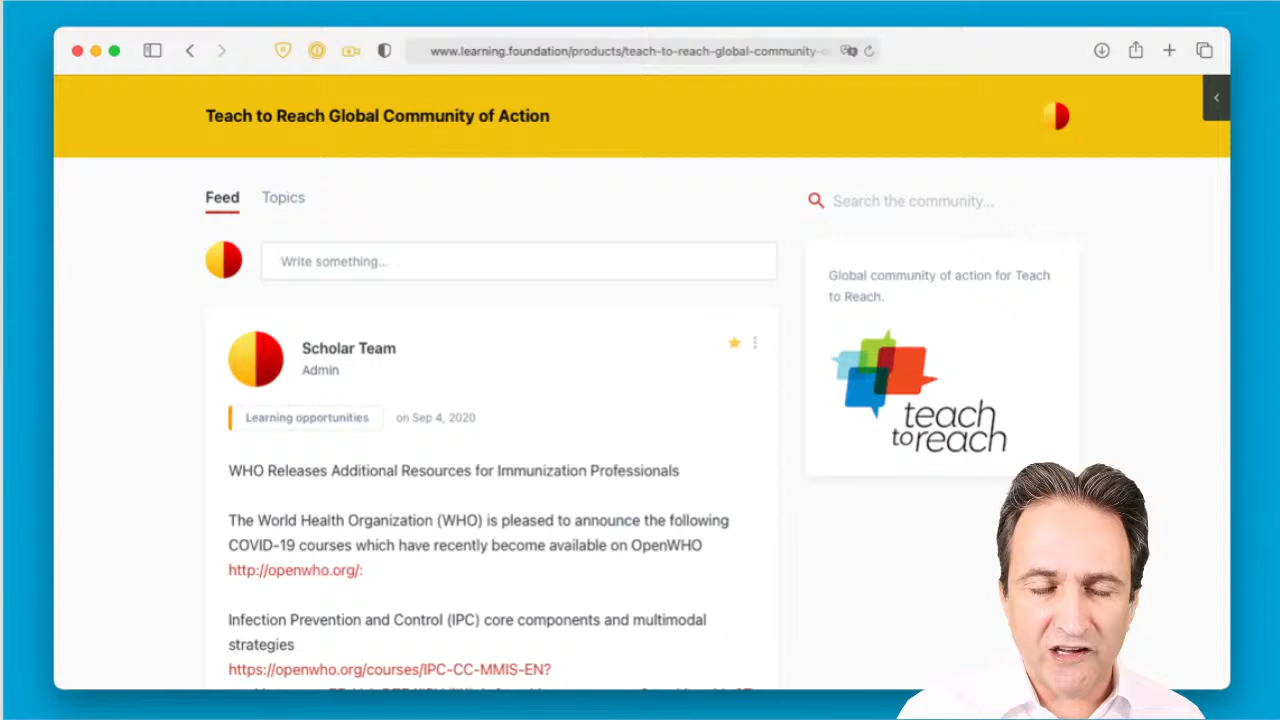 www.learning.foundation/products/teach-to-reach-global-community-
Teach to Reach Global Community of Action
Feed Topics
Search the community...
Write something...
Global community of action for Teach
to Reach.
Scholar Team
Admin
teach
to reach
Learning opportunities on Sep 4, 2020
WHO Releases Additional Resources for Immunization Professionals
The World Health Organization (WHO) is pleased to announce the following
COVID-19 courses which have recently become available on OpenWHO
http://openwho.org/:
Infection Prevention and Control (IPC) core components and multimodal
strategies
https://openwho.org/courses/IPC-CC-MMIS-EN?